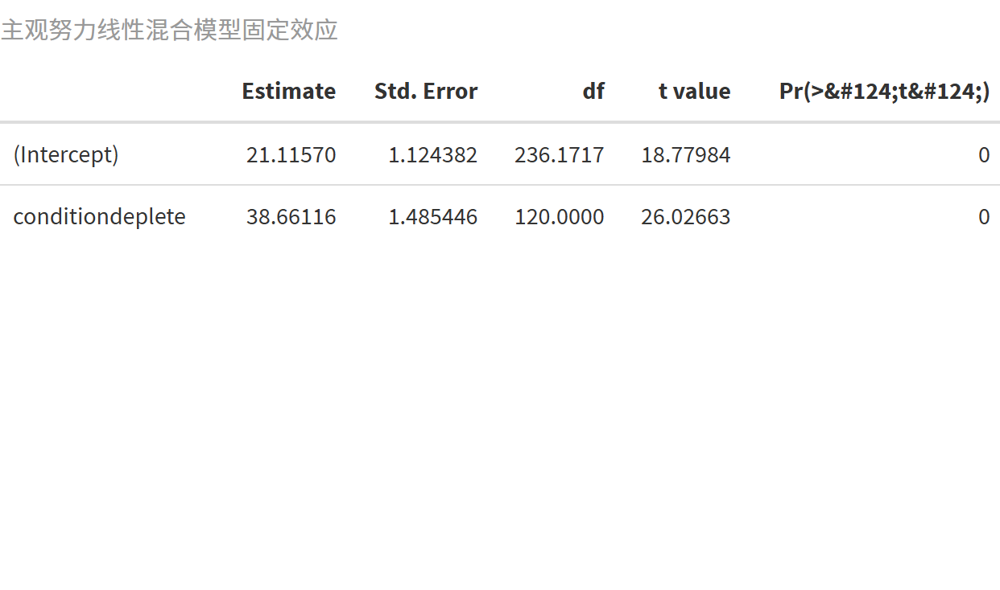 主观努力线性混合模型固定效应
Estimate Std. Error df t value Pr(>&#124;t&#124;)
(Intercept) 21.11570 1.124382 236.1717 18.77984 0
conditiondeplete 38.66116 1.485446 120.0000 26.02663 0